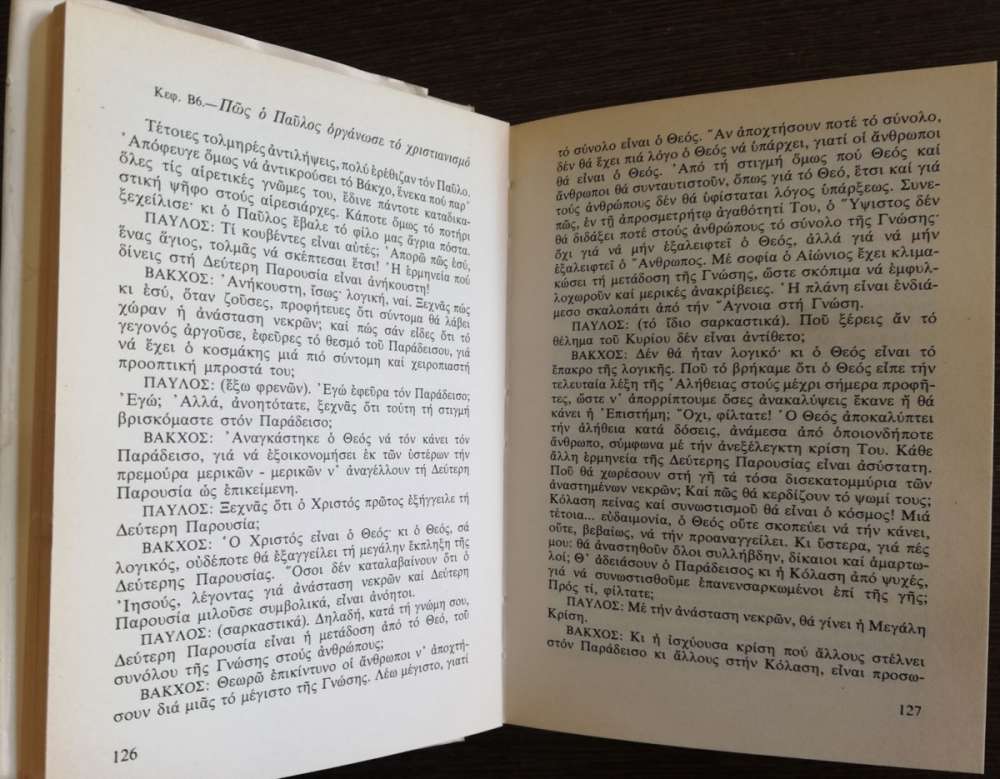 Κεφ. Β6.—Πῶς ὁ Παῦλος ὀργάνωσε τό χριστιανισμό
Τέτοιες τολμηρές ἀντιλήψεις, πολύ ἐρέθιζαν τόν Παῦλο.
Ἀπόφευγε ὅμως νά ἀντικρούσει τό Βάκχο, ἕνεκα πού παρ᾿
ὅλες τίς αἱρετικές γνῶμες του, ἔδινε πάντοτε καταδικα-
στική ψῆφο στούς αἱρεσιάρχες. Κάποτε ὅμως τό ποτήρι
ξεχείλισε· κι ὁ Παῦλος ἔβαλε τό φίλο μας ἄγρια πόστα.
ΠΑΥΛΟΣ: Τί κουβέντες εἶναι αὐτές; Ἀπορῶ πῶς ἐσύ,
ἕνας ἅγιος, τολμᾶς νά σκέπτεσαι ἔτσι! Ἡ ἑρμηνεία πού
δίνεις στή Δεύτερη Παρουσία εἶναι ἀνήκουστη!
ΒΑΚΧΟΣ: Ἀνήκουστη, ἴσως· λογική, ναί. Ξεχνᾶς πώς
κι ἐσύ, ὅταν ζοῦσες, προφήτευες ὅτι σύντομα θά λάβει
χώραν ἡ ἀνάσταση νεκρῶν; καί πώς σάν εἶδες ὅτι τό
γεγονός ἀργοῦσε, ἐφεῦρες τό θεσμό τοῦ Παράδεισου, γιά
νά ἔχει ὁ κοσμάκης μιά πιό σύντομη καί χειροπιαστή
προοπτική μπροστά του;
ΠΑΥΛΟΣ: (ἔξω φρενῶν). Ἐγώ ἐφεῦρα τόν Παράδεισο;
Ἐγώ; Ἀλλά, ἀνοητότατε, ξεχνᾶς ὅτι τούτη τή στιγμή
βρισκόμαστε στόν Παράδεισο;
ΒΑΚΧΟΣ: Ἀναγκάστηκε ὁ Θεός νά τόν κάνει τόν
Παράδεισο, γιά νά ἐξοικονομήσει ἐκ τῶν ὑστέρων τήν
πρεμούρα μερικῶν - μερικῶν ν᾿ ἀναγέλλουν τή Δεύτερη
Παρουσία ὡς ἐπικείμενη.
ΠΑΥΛΟΣ: Ξεχνᾶς ὅτι ὁ Χριστός πρῶτος ἐξήγγειλε τή
Δεύτερη Παρουσία;
ΒΑΚΧΟΣ: Ὁ Χριστός εἶναι ὁ Θεός· κι ὁ Θεός, σά
λογικός, οὐδέποτε θά ἐξαγγείλει τή μεγάλην ἔκπληξη τῆς
Δεύτερης Παρουσίας. Ὅσοι δέν καταλαβαίνουν ὅτι ὁ
Ἰησοῦς, λέγοντας γιά ἀνάσταση νεκρῶν καί Δεύτερη
Παρουσία μιλοῦσε συμβολικά, εἶναι ἀνόητοι.
ΠΑΥΛΟΣ: (σαρκαστικά). Δηλαδή, κατά τή γνώμη σου,
Δεύτερη Παρουσία εἶναι ἡ μετάδοση ἀπό τό Θεό, τοῦ
συνόλου τῆς Γνώσης στούς ἀνθρώπους;
ΒΑΚΧΟΣ: Θεωρῶ ἐπικίντυνο οἱ ἄνθρωποι ν᾿ ἀποχτή-
σουν διά μιᾶς τό μέγιστο τῆς Γνώσης. Λέω μέγιστο, γιατί
126
τό σύνολο εἶναι ὁ Θεός. Ἄν ἀποχτήσουν ποτέ τό σύνολο,
δέν θά ἔχει πιά λόγο ὁ Θεός νά ὑπάρχει, γιατί οἱ ἄνθρωποι
θά εἶναι ὁ Θεός. Ἀπό τή στιγμή ὅμως πού Θεός καί
ἄνθρωποι θά συνταυτιστοῦν, ὅπως γιά τό Θεό, ἔτσι καί γιά
τούς ἀνθρώπους δέν θά ὑφίσταται λόγος ὑπάρξεως. Συνε-
πῶς, ἐν τῇ ἀπροσμετρήτῳ ἀγαθότητί Του, ὁ Ὕψιστος δέν
θά διδάξει ποτέ στούς ἀνθρώπους τό σύνολο τῆς Γνώσης·
ὄχι γιά νά μήν ἐξαλειφτεῖ ὁ Θεός, ἀλλά γιά νά μήν
ἐξαλειφτεῖ ὁ Ἄνθρωπος. Μέ σοφία ὁ Αἰώνιος ἔχει κλιμα-
κώσει τή μετάδοση τῆς Γνώσης, ὥστε σκόπιμα νά ἐμφυλ-
λοχωροῦν καί μερικές ἀνακρίβειες. Ἡ πλάνη εἶναι ἐνδιά-
μεσο σκαλοπάτι ἀπό τήν Ἄγνοια στή Γνώση.
ΠΑΥΛΟΣ: (τό ἴδιο σαρκαστικά). Ποῦ ξέρεις ἄν τό
θέλημα τοῦ Κυρίου δέν εἶναι ἀντίθετο;
ΒΑΚΧΟΣ: Δέν θά ἦταν λογικό· κι ὁ Θεός εἶναι τό
ἔπακρο τῆς λογικῆς. Ποῦ τό βρήκαμε ὅτι ὁ Θεός εἶπε τήν
τελευταία λέξη τῆς Ἀλήθειας στούς μέχρι σήμερα προφῆ-
τες, ὥστε ν᾿ ἀπορρίπτουμε ὅσες ἀνακαλύψεις ἔκανε ἤ θά
κάνει ἡ Ἐπιστήμη; Ὄχι, φίλτατε! Ὁ Θεός ἀποκαλύπτει
τήν ἀλήθεια κατά δόσεις, ἀνάμεσα ἀπό ὁποιονδήποτε
ἄνθρωπο, σύμφωνα μέ τήν ἀνεξέλεγκτη κρίση Του. Κάθε
ἄλλη ἑρμηνεία τῆς Δεύτερης Παρουσίας εἶναι ἀσύστατη.
Ποῦ θά χωρέσουν στή γῆ τά τόσα δισεκατομμύρια τῶν
ἀναστημένων νεκρῶν; Καί πῶς θά κερδίζουν τό ψωμί τους;
Κόλαση πείνας καί συνωστισμοῦ θά εἶναι ὁ κόσμος! Μιά
τέτοια... εὐδαιμονία, ὁ Θεός οὔτε σκοπεύει νά τήν κάνει,
οὔτε, βεβαίως, νά τήν προαναγγείλει. Κι ὕστερα, γιά πές
μου: θά ἀναστηθοῦν ὅλοι συλλήβδην, δίκαιοι καί ἁμαρτω-
λοί; Θ᾿ ἀδειάσουν ὁ Παράδεισος κι ἡ Κόλαση ἀπό ψυχές,
γιά νά συνωστισθοῦμε ἐπανενσαρκωμένοι ἐπί τῆς γῆς;
Πρός τί, φίλτατε;
ΠΑΥΛΟΣ: Μέ τήν ἀνάσταση νεκρῶν, θά γίνει ἡ Μεγάλη
Κρίση.
ΒΑΚΧΟΣ: Κι ἡ ἰσχύουσα κρίση πού ἄλλους στέλνει
στόν Παράδεισο κι ἄλλους στήν Κόλαση, εἶναι προσω-
127